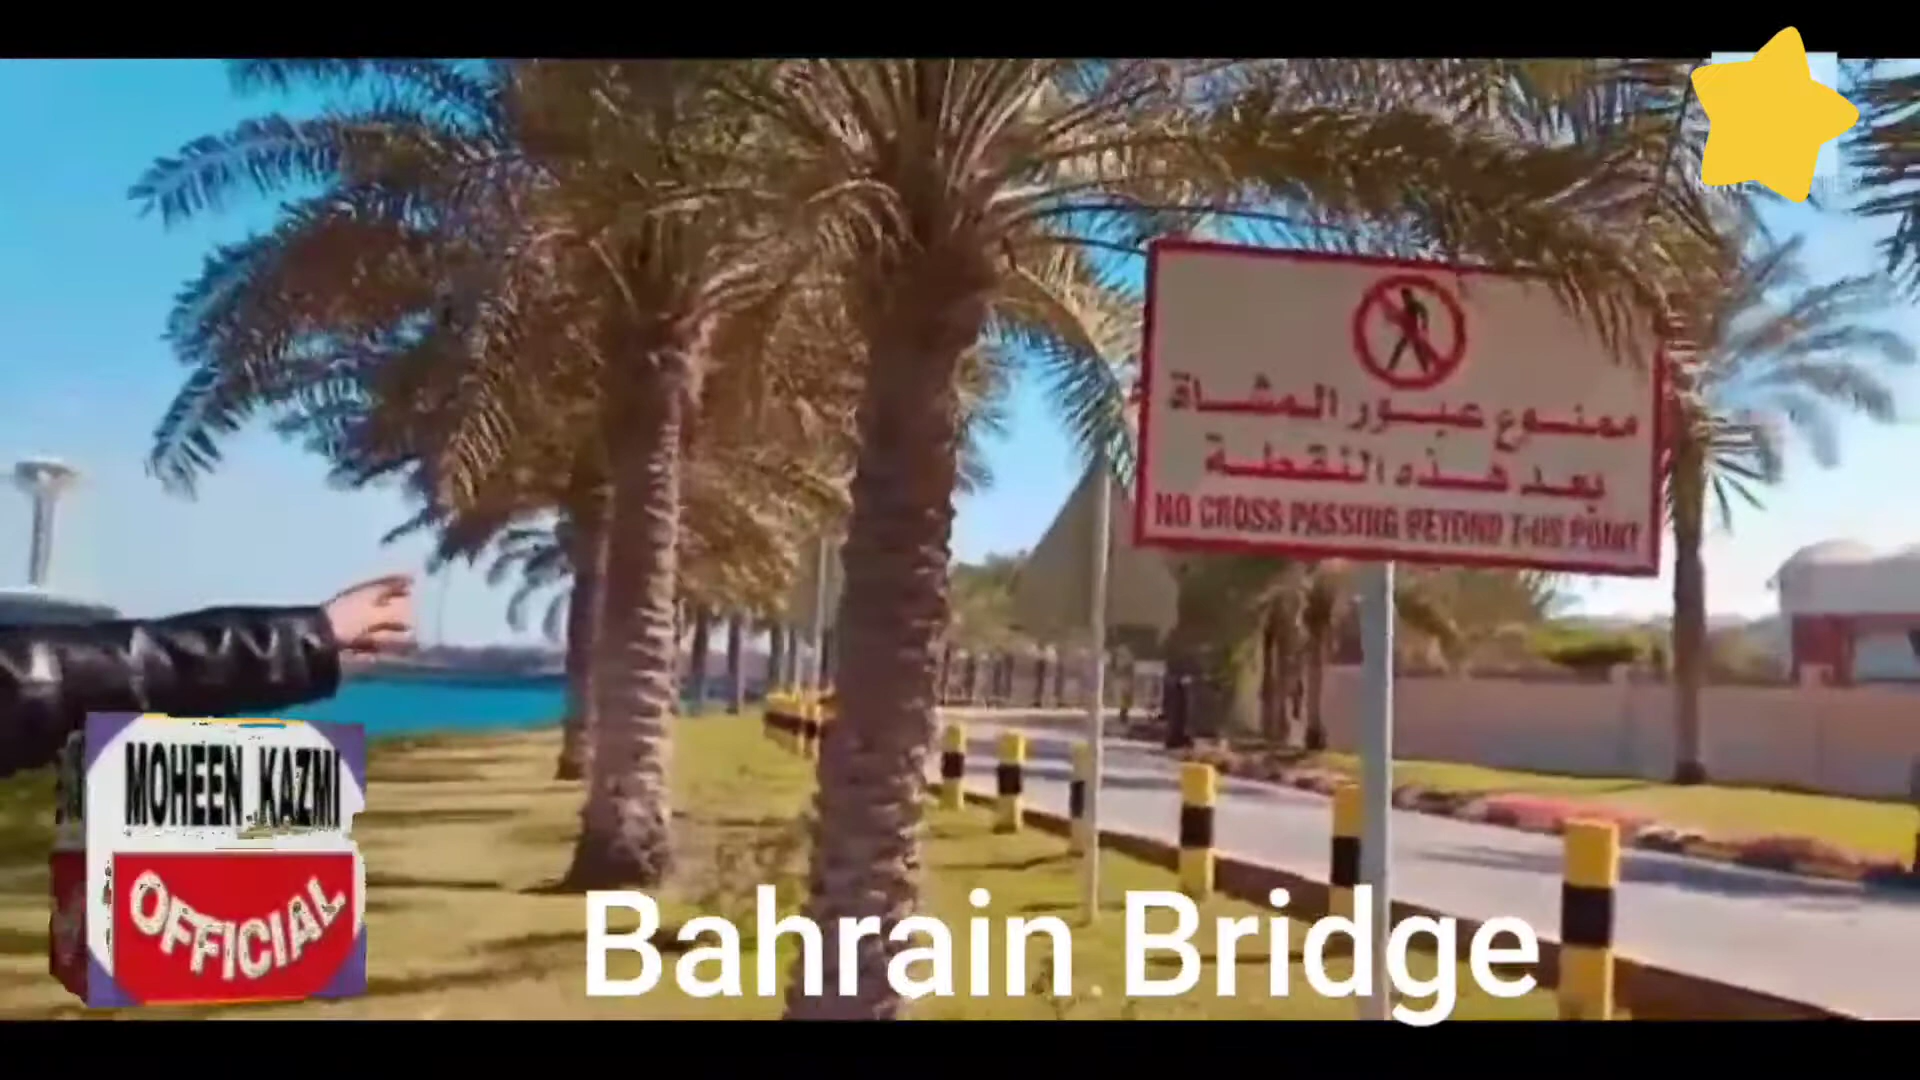 ممنوع عبور المشاة
بعد هذه النقطة
NO CROSS PASSING BEYOND THIS POINT
MOHEEN KAZMI
OFFICIAL
Bahrain Bridge